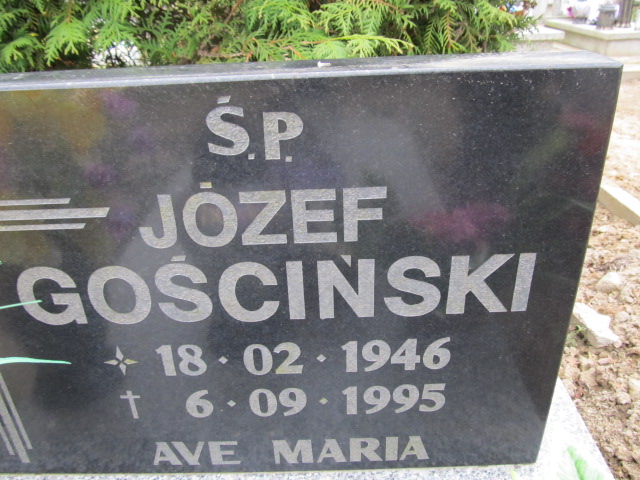 Ś.P.
JÓZEF
GOŚCIŃSKI
18 · 02 · 1946
† 6 · 09 · 1995
AVE MARIA